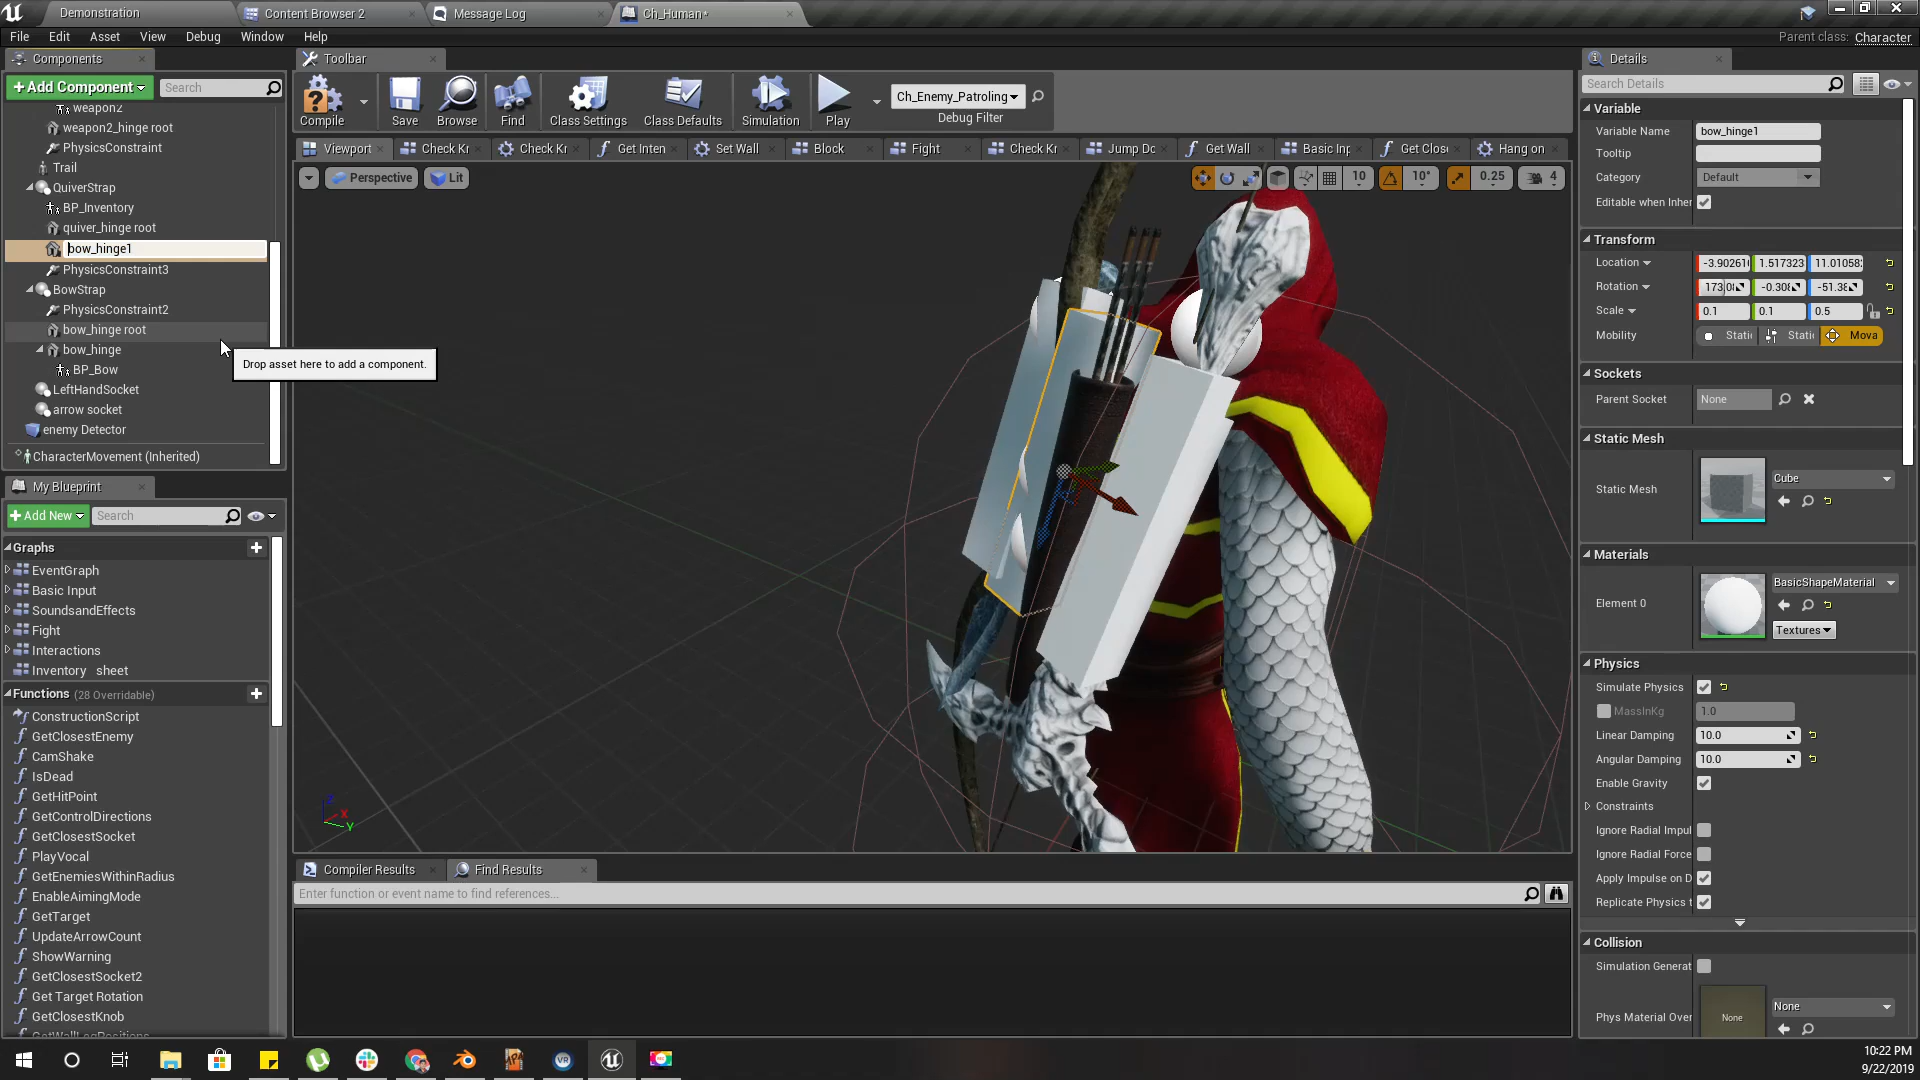 Demonstration
Content Browser 2
Message Log
Ch_Human*
File Edit Asset View Debug Window Help
Parent class: Character
Components
Toolbar
Details
+Add Component
Search
Search Details
weapon2
weapon2_hinge root
PhysicsConstraint
Trail
QuiverStrap
BP_Inventory
quiver_hinge root
bow_hinge1
PhysicsConstraint3
BowStrap
PhysicsConstraint2
bow_hinge root
bow_hinge
BP_Bow
LeftHandSocket
arrow socket
enemy Detector
CharacterMovement (Inherited)
Drop asset here to add a component.
Compile
Save
Browse
Find
Class Settings
Class Defaults
Simulation
Play
Ch_Enemy_Patroling
Debug Filter
Viewport
Check Kr
Check Kr
Get Inten
Set Wall
Block
Fight
Check Kr
Jump Dc
Get Wall
Basic Inp
Get Close
Hang on
Perspective
Lit
10
10°
0.25
4
Z
X
Y
My Blueprint
+Add New
Search
Graphs
EventGraph
Basic Input
SoundsandEffects
Fight
Interactions
Inventory sheet
Functions (28 Overridable)
ConstructionScript
GetClosestEnemy
CamShake
IsDead
GetHitPoint
GetControlDirections
GetClosestSocket
PlayVocal
GetEnemiesWithinRadius
EnableAimingMode
GetTarget
UpdateArrowCount
ShowWarning
GetClosestSocket2
Get Target Rotation
GetClosestKnob
Compiler Results
Find Results
Enter function or event name to find references...
Variable
Variable Name bow_hinge1
Tooltip
Category Default
Editable when Inher
Transform
Location -3.90261 1.517323 11.01058
Rotation 173.0 -0.30 -51.3
Scale 0.1 0.1 0.5
Mobility Stati Stati Mova
Sockets
Parent Socket None
Static Mesh
Static Mesh Cube
Materials
Element 0 BasicShapeMaterial
Textures
Physics
Simulate Physics
MassInKg 1.0
Linear Damping 10.0
Angular Damping 10.0
Enable Gravity
Constraints
Ignore Radial Impul
Ignore Radial Force
Apply Impulse on D
Replicate Physics t
Collision
Simulation Generat
Phys Material Over None None
10:22 PM
9/22/2019